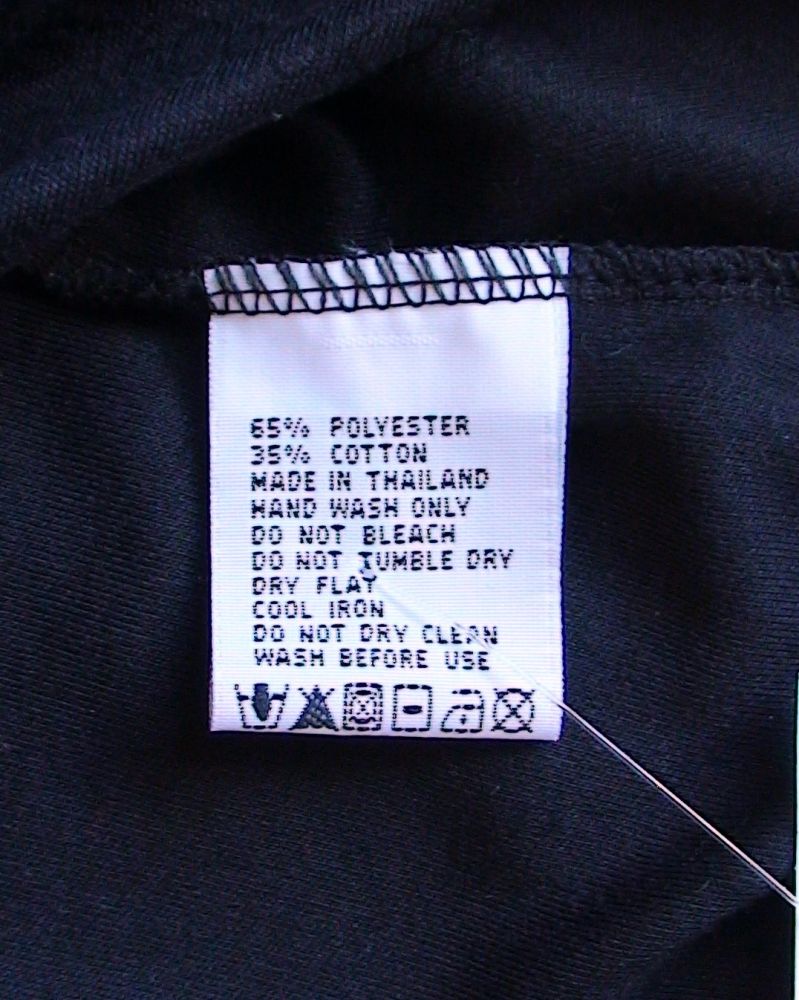 65% POLYESTER
35% COTTON
MADE IN THAILAND
HAND WASH ONLY
DO NOT BLEACH
DO NOT TUMBLE DRY
DRY FLAT
COOL IRON
DO NOT DRY CLEAN
WASH BEFORE USE